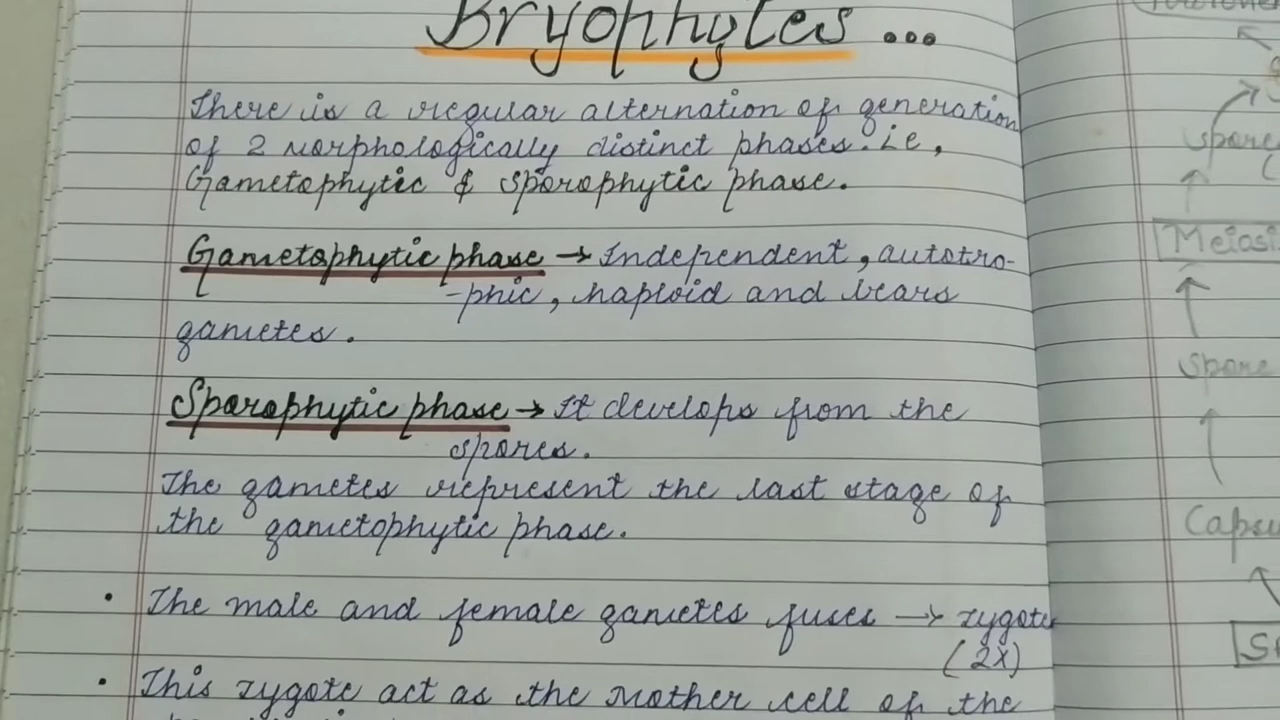 Bryophytes ...
There is a regular alternation of generation
of 2 morphologically distinct phases. i.e,
Gametophytic & Sporophytic phase.
Gametophytic phase → Independent, autotro-
-phic, haploid and bears
gametes.
Sporophytic phase → It develops from the
spores.
The gametes represent the last stage of
the gametophytic phase.
• The male and female gametes fuses → zygote
(2X)
• This zygote act as the Mother cell of the
spore
Meiosi
Spore
Capsu